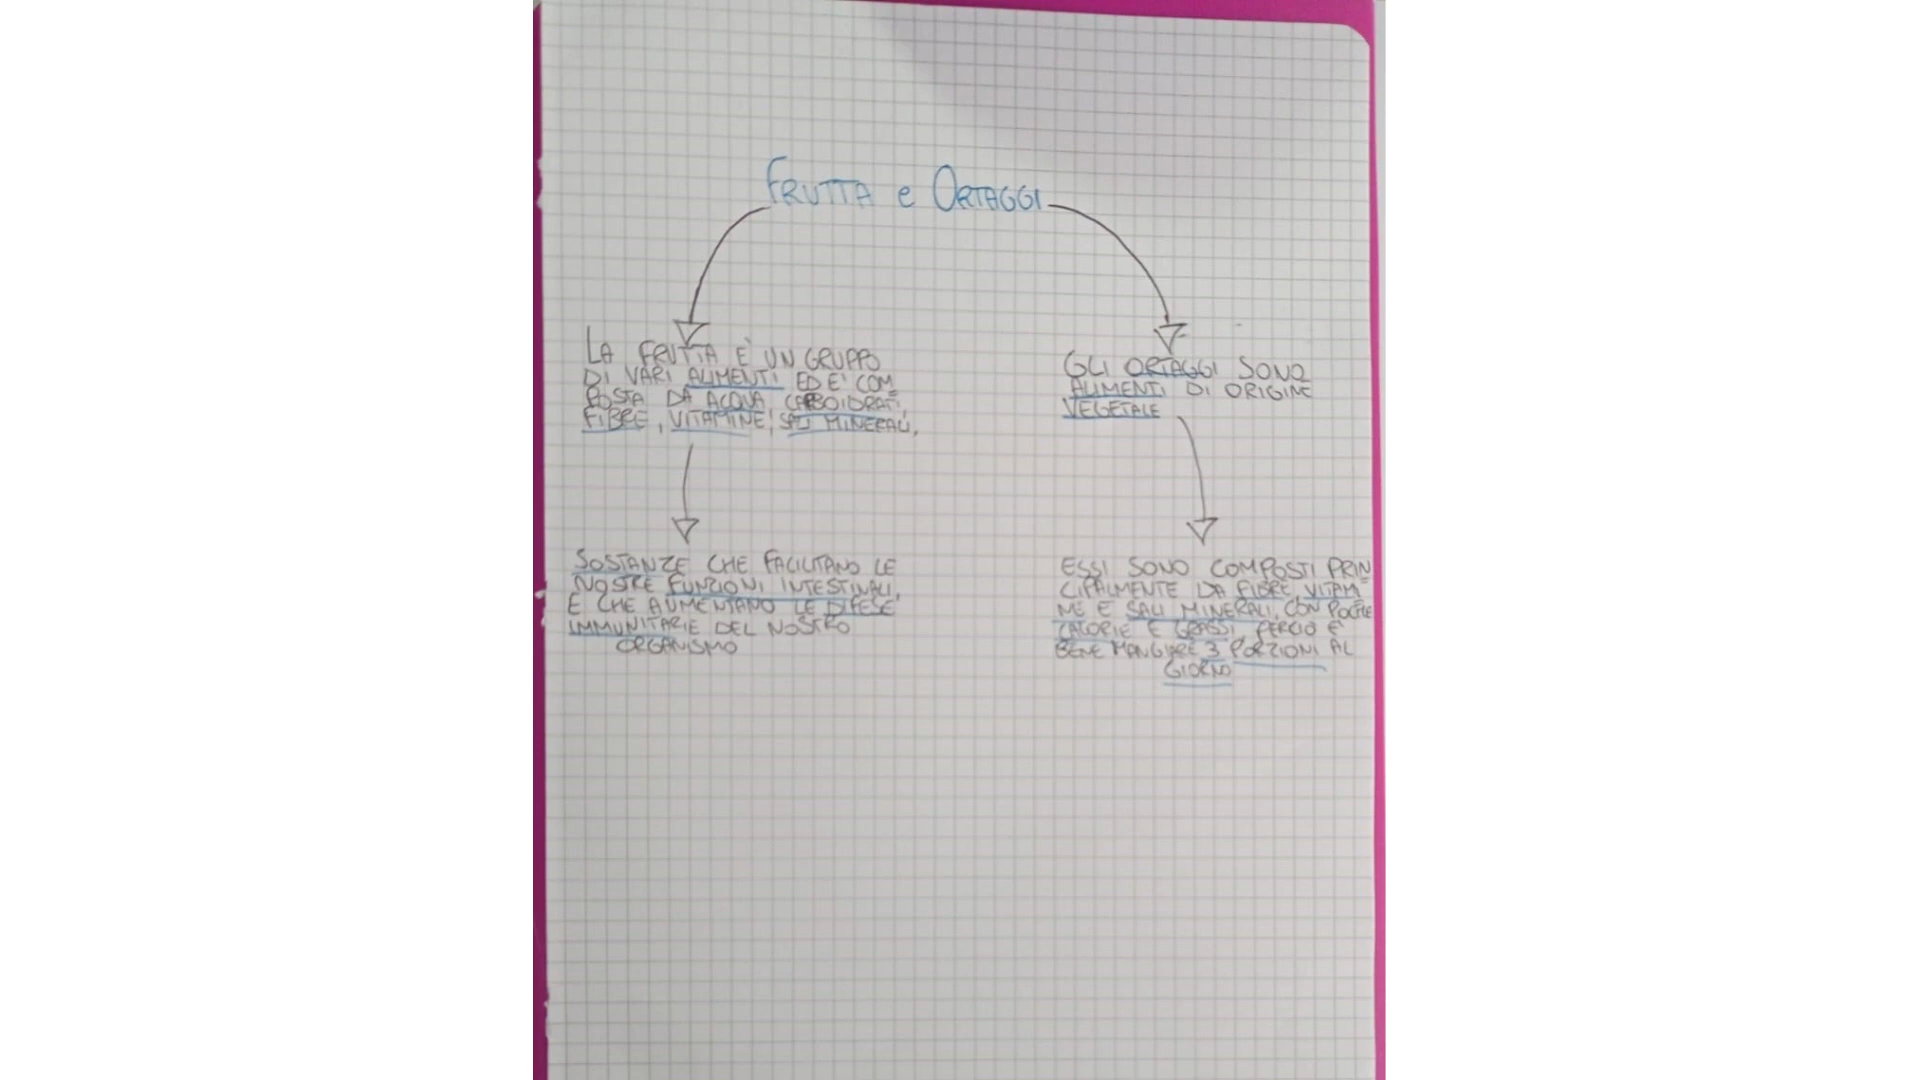 FRUTTA e ORTAGGI
LA FRUTTA E' UN GRUPPO
DI VARI ALIMENTI ED E' COM
POSTA DA ACQUA, CARBOIDRATI,
FIBRE, VITAMINE, SALI MINERALI,
SOSTANZE CHE FACILITANO LE
NOSTRE FUNZIONI INTESTINALI,
E CHE AUMENTANO LE DIFESE
IMMUNITARIE DEL NOSTRO
ORGANISMO
GLI ORTAGGI SONO
ALIMENTI DI ORIGINE
VEGETALE
ESSI SONO COMPOSTI PRIN
CIPALMENTE DA FIBRE, VITAMI
NE E SALI MINERALI, CON POCHE
CALORIE E GRASSI, PERCIO E'
BENE MANGIARE 3 PORZIONI AL
GIORNO